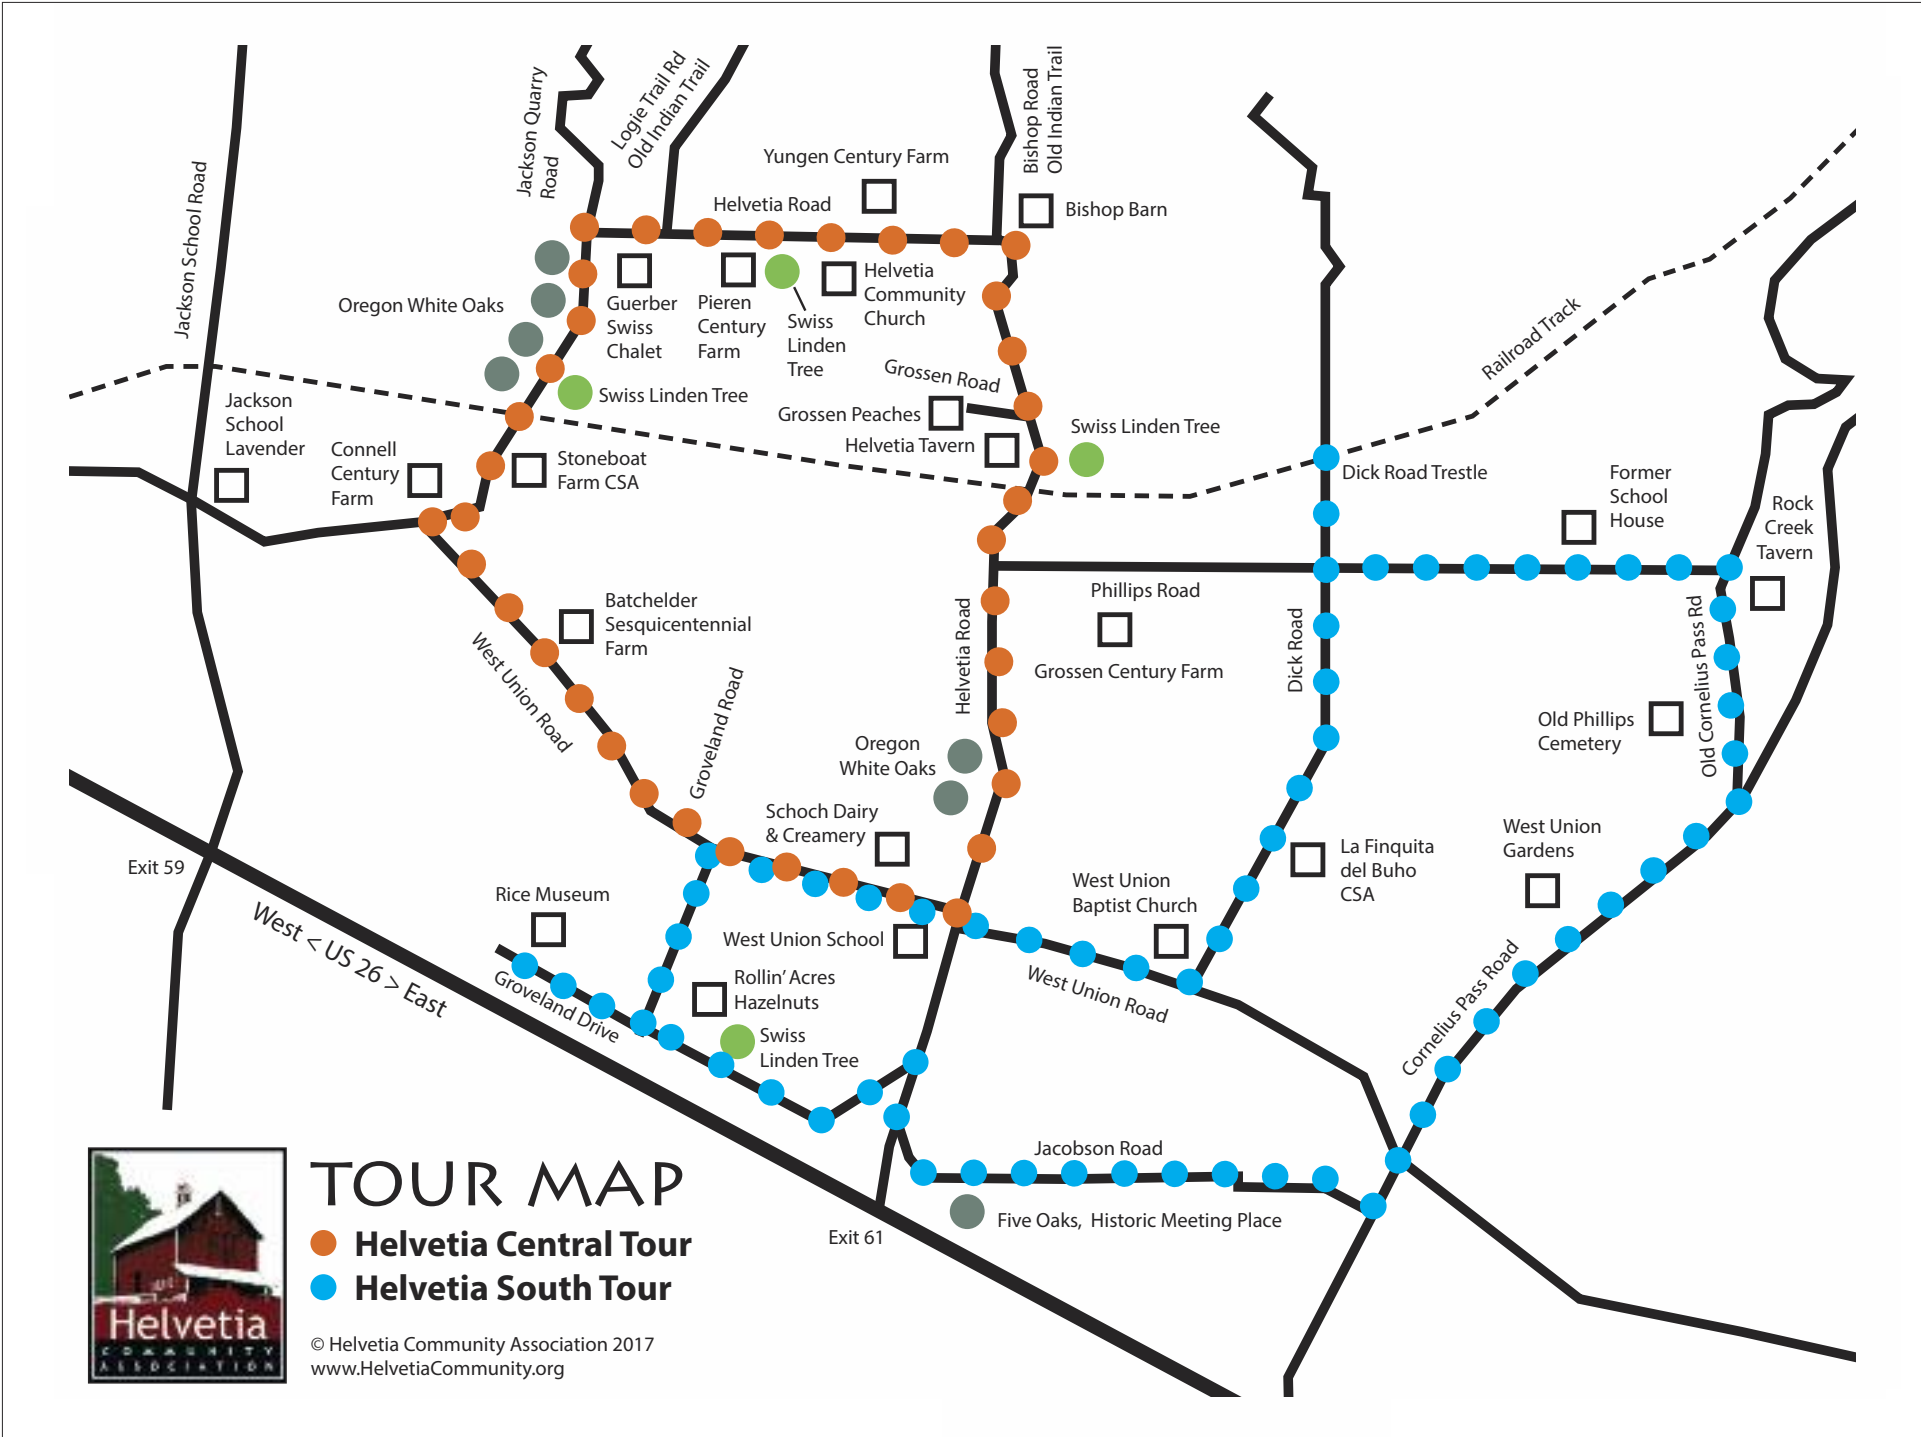 Jackson School Road
Jackson Quarry
Road
Logie Trail Rd
Old Indian Trail
Bishop Road
Old Indian Trail
Yungen Century Farm
Helvetia Road
Bishop Barn
Oregon White Oaks
Guerber
Swiss
Chalet
Pieren
Century
Farm
Swiss
Linden
Tree
Helvetia
Community
Church
Railroad Track
Grossen Road
Swiss Linden Tree
Grossen Peaches
Helvetia Tavern
Swiss Linden Tree
Jackson
School
Lavender
Connell
Century
Farm
Stoneboat
Farm CSA
Dick Road Trestle
Former
School
House
Rock
Creek
Tavern
Batchelder
Sesquicentennial
Farm
West Union Road
Groveland Road
Helvetia Road
Phillips Road
Grossen Century Farm
Dick Road
Old Cornelius Pass Rd
Old Phillips
Cemetery
Oregon
White Oaks
Schoch Dairy
& Creamery
West Union
Gardens
La Finquita
del Buho
CSA
West Union
Baptist Church
Exit 59
West < US 26 > East
Rice Museum
West Union School
Groveland Drive
Rollin’ Acres
Hazelnuts
Swiss
Linden Tree
West Union Road
Cornelius Pass Road
Jacobson Road
Five Oaks, Historic Meeting Place
Exit 61
TOUR MAP
Helvetia Central Tour
Helvetia South Tour
© Helvetia Community Association 2017
www.HelvetiaCommunity.org
Helvetia
COMMUNITY
ASSOCIATION